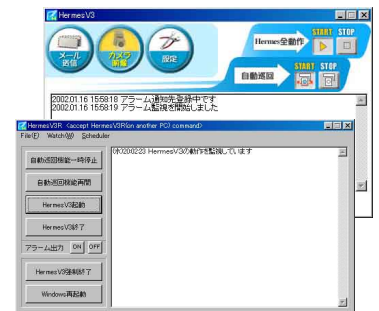 HermesV3
メール
送信
カメラ
画像
設定
Hermes全動作
START STOP
自動巡回
START STOP
2002.01.16 15:58:18 アラーム通知先登録中です
2002.01.16 15:58:19 アラーム監視を開始しました
HermesV3R <accept HermesV3R(on another PC) command>
File(F) Watch(W) Scheduler
自動巡回機能一時停止
自動巡回機能再開
HermesV3起動
HermesV3終了
アラーム出力 ON OFF
HermesV3強制終了
Windows再起動
HermesV3の動作を監視しています